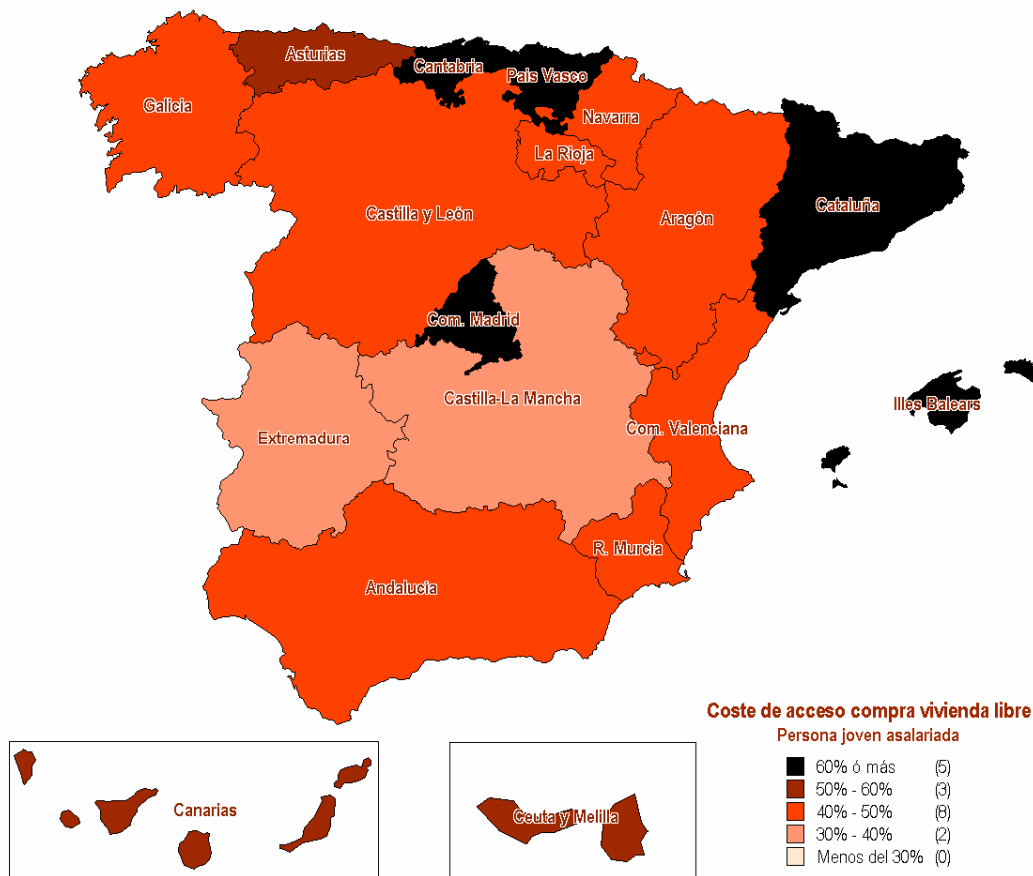 Asturias
Cantabria
Pais Vasco
Galicia
Navarra
La Rioja
Castilla y León
Aragón
Cataluña
Com. Madrid
Castilla-La Mancha
Illes Balears
Extremadura
Com. Valenciana
R. Murcia
Andalucía
Canarias
Ceuta y Melilla
Coste de acceso compra vivienda libre
Persona joven asalariada
60% ó más (5)
50% - 60% (3)
40% - 50% (8)
30% - 40% (2)
Menos del 30% (0)